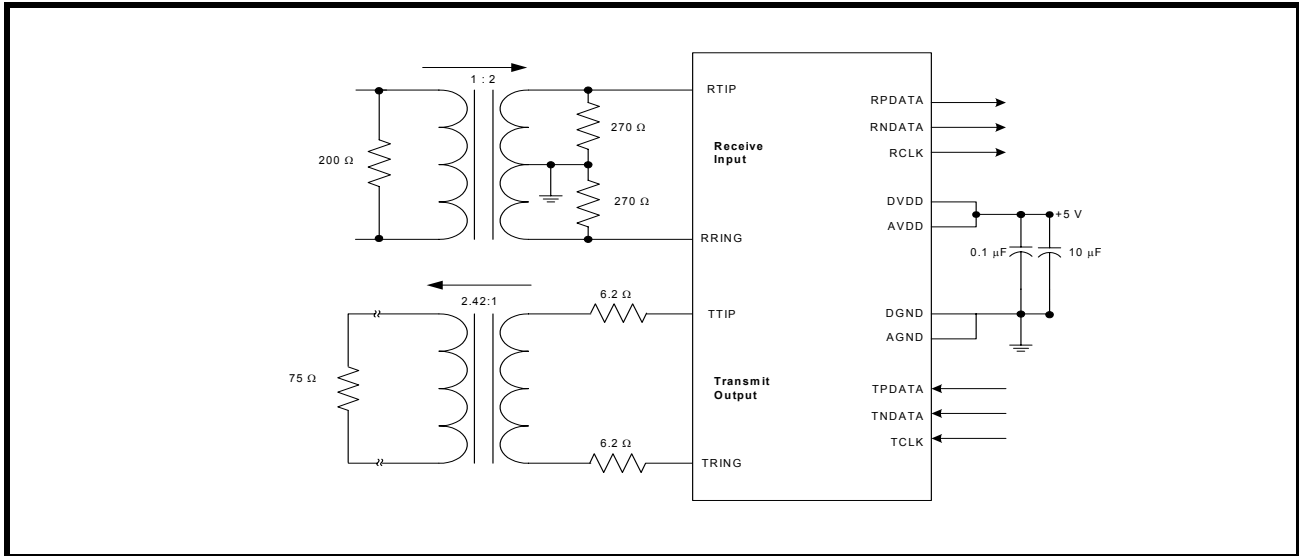 1 : 2
200 Ω
270 Ω
270 Ω
RTIP
Receive
Input
RRING
2.42:1
6.2 Ω
75 Ω
6.2 Ω
TTIP
Transmit
Output
TRING
RPDATA
RNDATA
RCLK
DVDD
AVDD
+5 V
0.1 μF
10 μF
DGND
AGND
TPDATA
TNDATA
TCLK